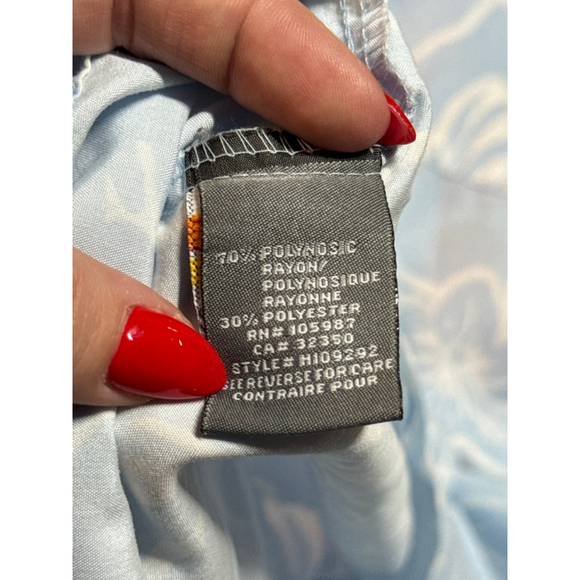 70% POLYNOSIC
RAYON/
POLYNOSIQUE
RAYONNE
30% POLYESTER
RN# 105987
CA# 32350
STYLE# H109292
SEE REVERSE FOR CARE
CONTRAIRE POUR